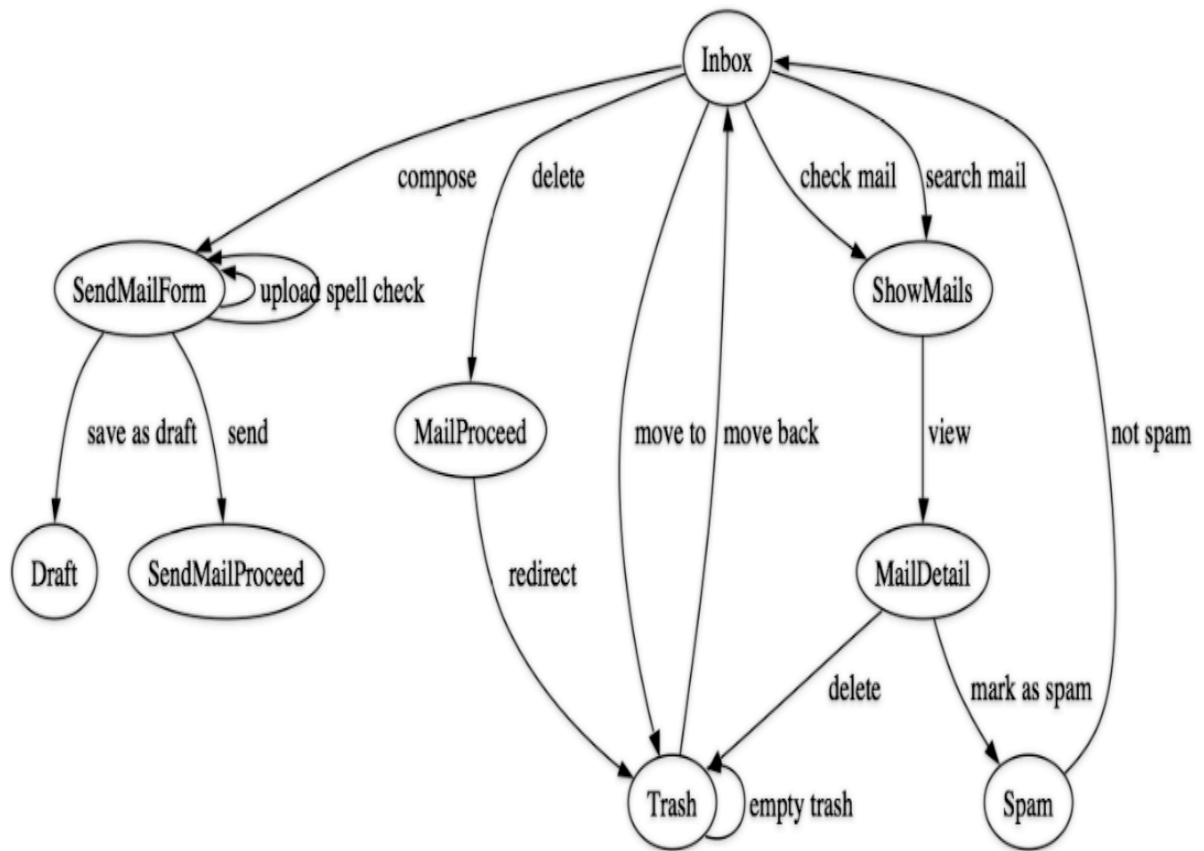 Inbox
compose
delete
check mail
search mail
SendMailForm
upload spell check
ShowMails
save as draft
send
MailProceed
move to
move back
view
not spam
Draft
SendMailProceed
redirect
MailDetail
delete
mark as spam
Trash
empty trash
Spam